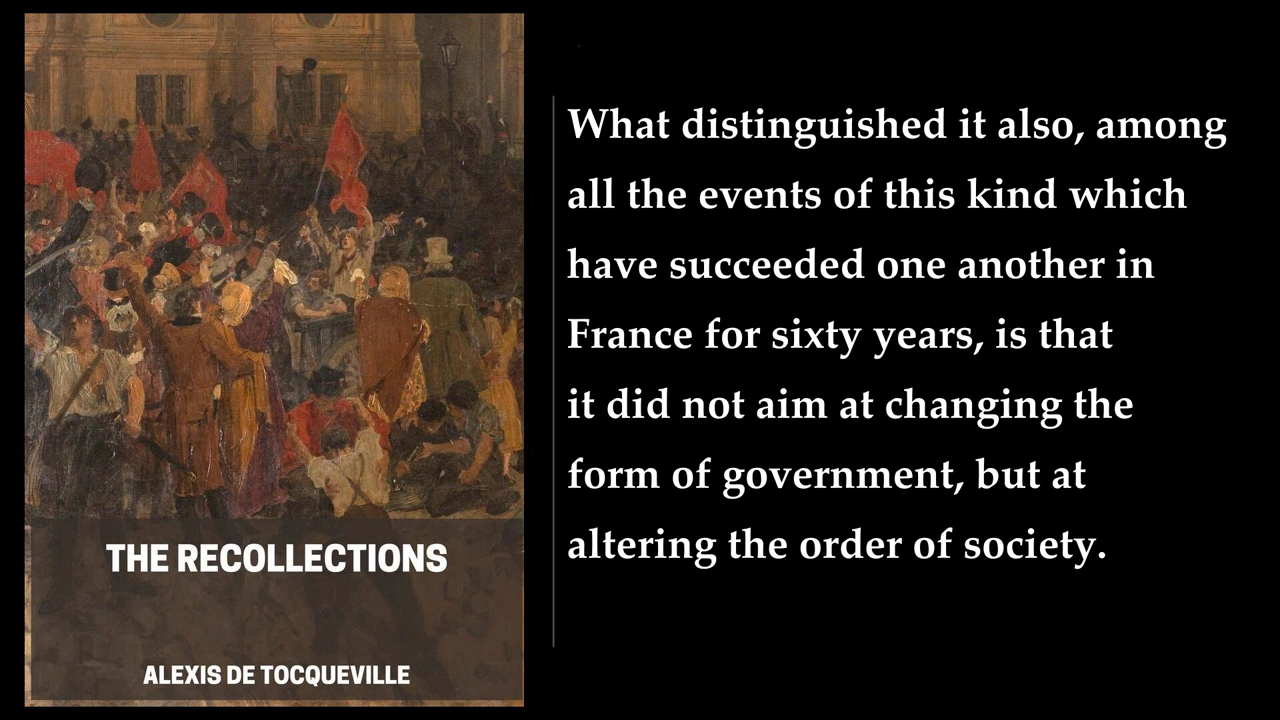 THE RECOLLECTIONS
ALEXIS DE TOCQUEVILLE
What distinguished it also, among
all the events of this kind which
have succeeded one another in
France for sixty years, is that
it did not aim at changing the
form of government, but at
altering the order of society.